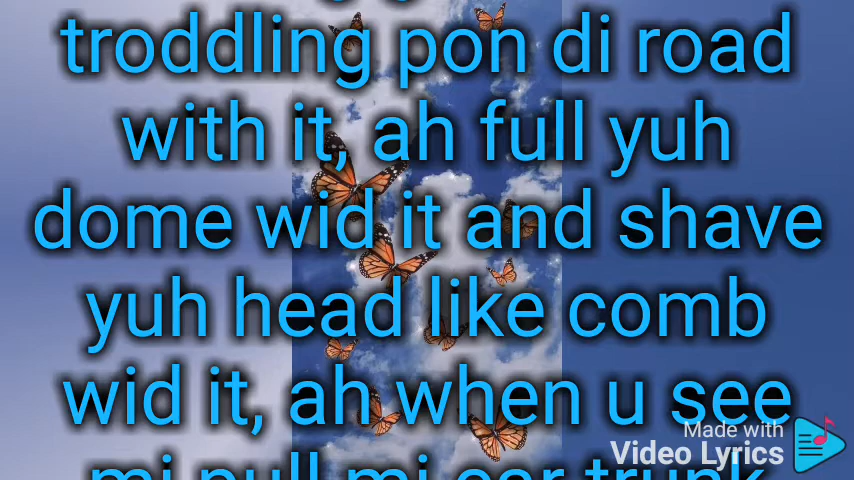 troddling pon di road
with it, ah full yuh
dome wid it and shave
yuh head like comb
wid it, ah when u see
mi pull mi car trunk
Made with
Video Lyrics